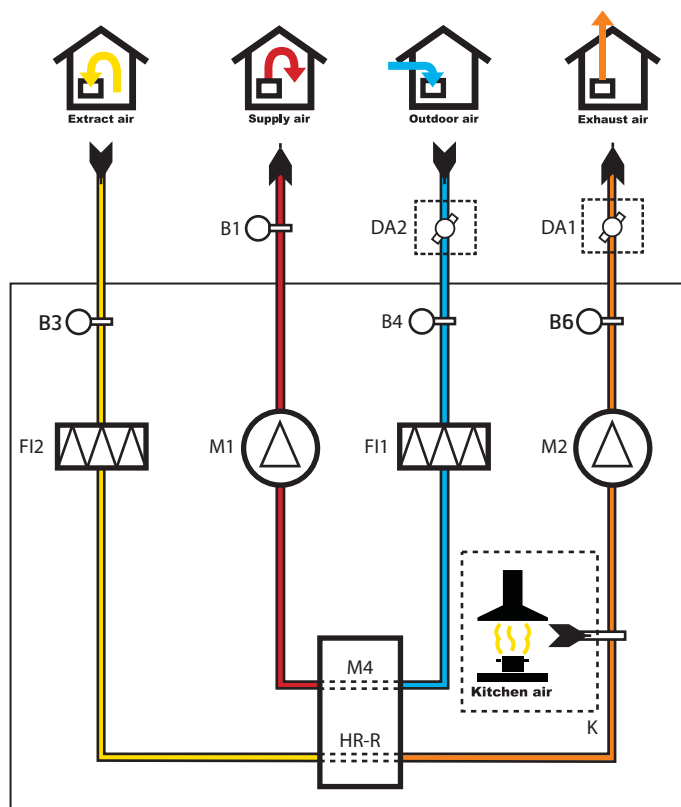 Extract air
Supply air
Outdoor air
Exhaust air
B1
DA2
DA1
B3
B4
B6
FI2
M1
FI1
M2
M4
Kitchen air
K
HR-R